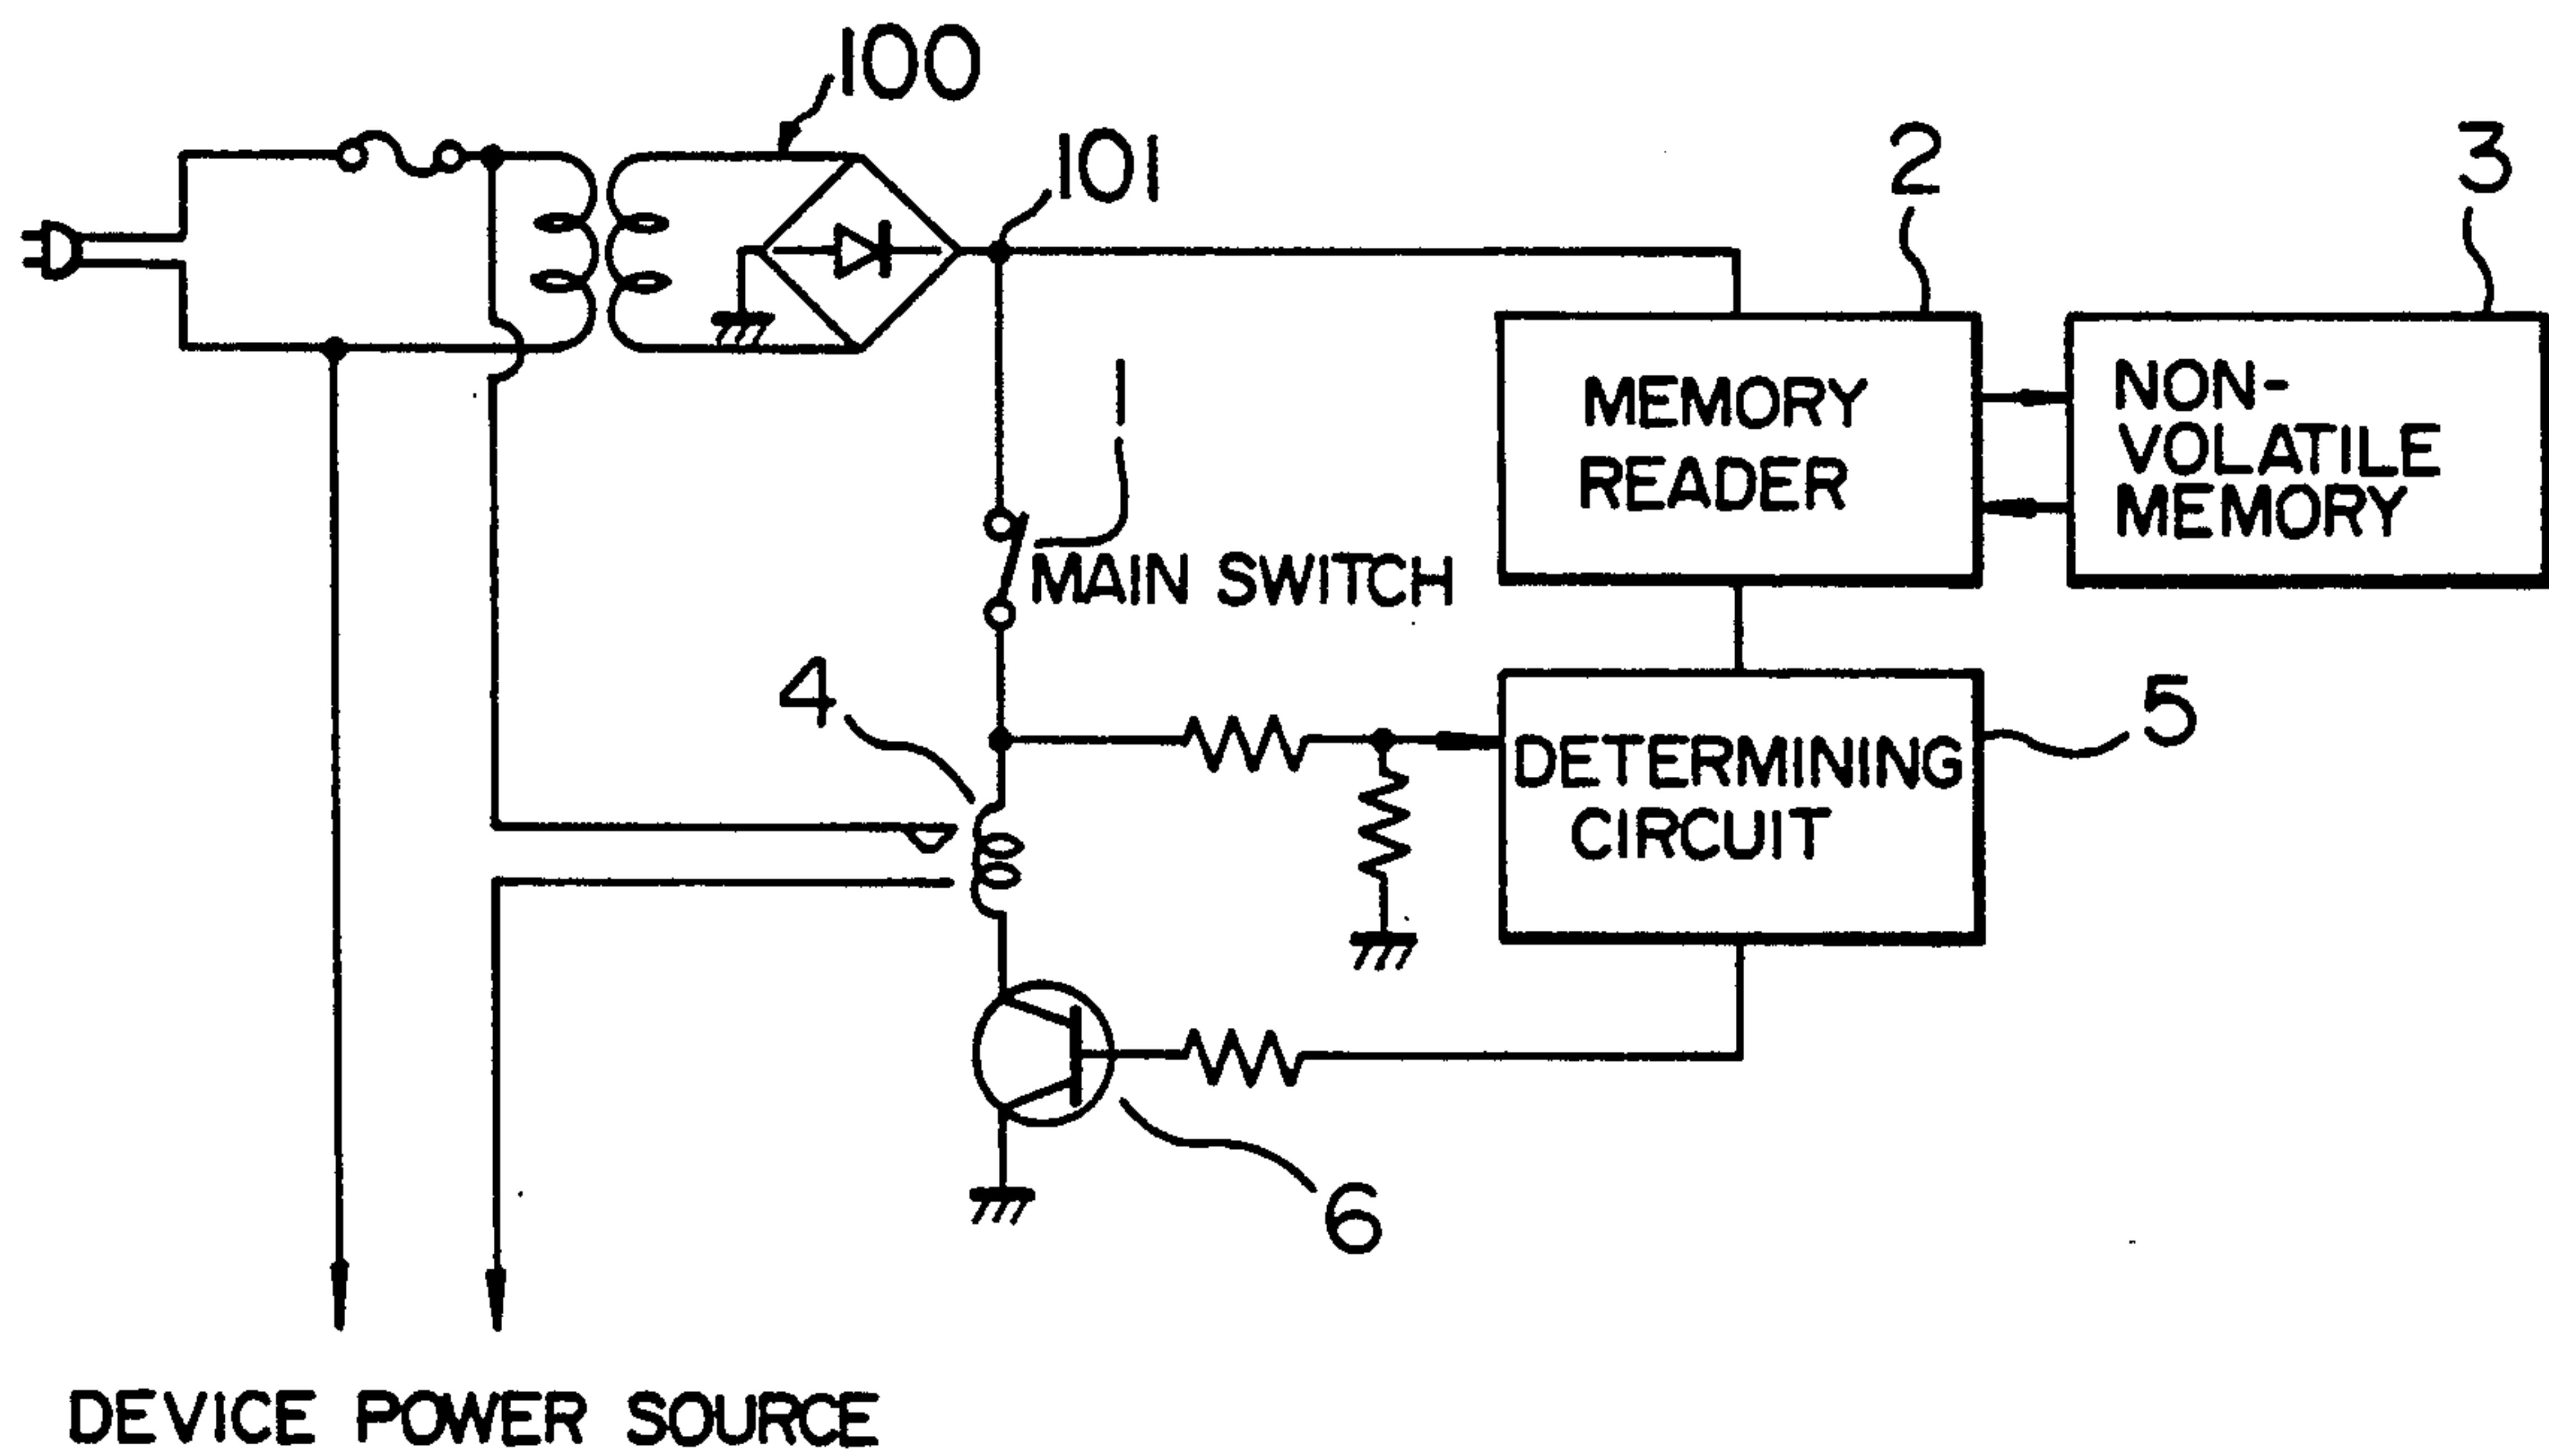 100
101
2
3
MEMORY
READER
NON-
VOLATILE
MEMORY
1
MAIN SWITCH
4
5
DETERMINING
CIRCUIT
6
DEVICE POWER SOURCE